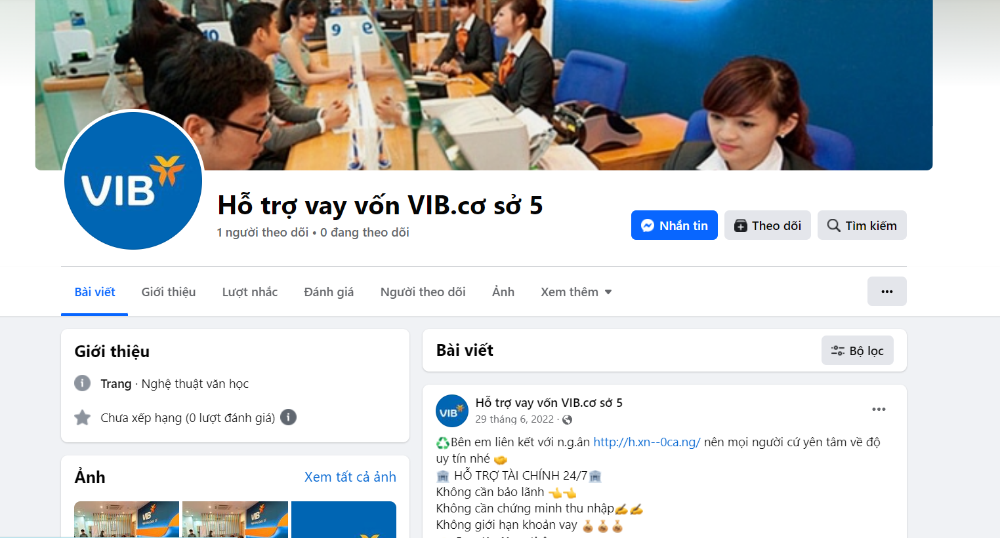 10
9
9
VIB
Hỗ trợ vay vốn VIB.cơ sở 5
1 người theo dõi • 0 đang theo dõi
Nhắn tin
Theo dõi
Tìm kiếm
Bài viết
Giới thiệu
Lượt nhắc
Đánh giá
Người theo dõi
Ảnh
Xem thêm
Giới thiệu
Trang · Nghệ thuật văn học
Chưa xếp hạng (0 lượt đánh giá)
Ảnh
Xem tất cả ảnh
VIB
VIB
Bài viết
Bộ lọc
VIB
Hỗ trợ vay vốn VIB.cơ sở 5
29 tháng 6, 2022 ·
♻️Bên em liên kết với n.g.ân http://h.xn--0ca.ng/ nên mọi người cứ yên tâm về độ
uy tín nhé 🤝
🏦 HỖ TRỢ TÀI CHÍNH 24/7🏦
Không cần bảo lãnh 👈👈
Không cần chứng minh thu nhập✍️✍️
Không giới hạn khoản vay 💰💰💰